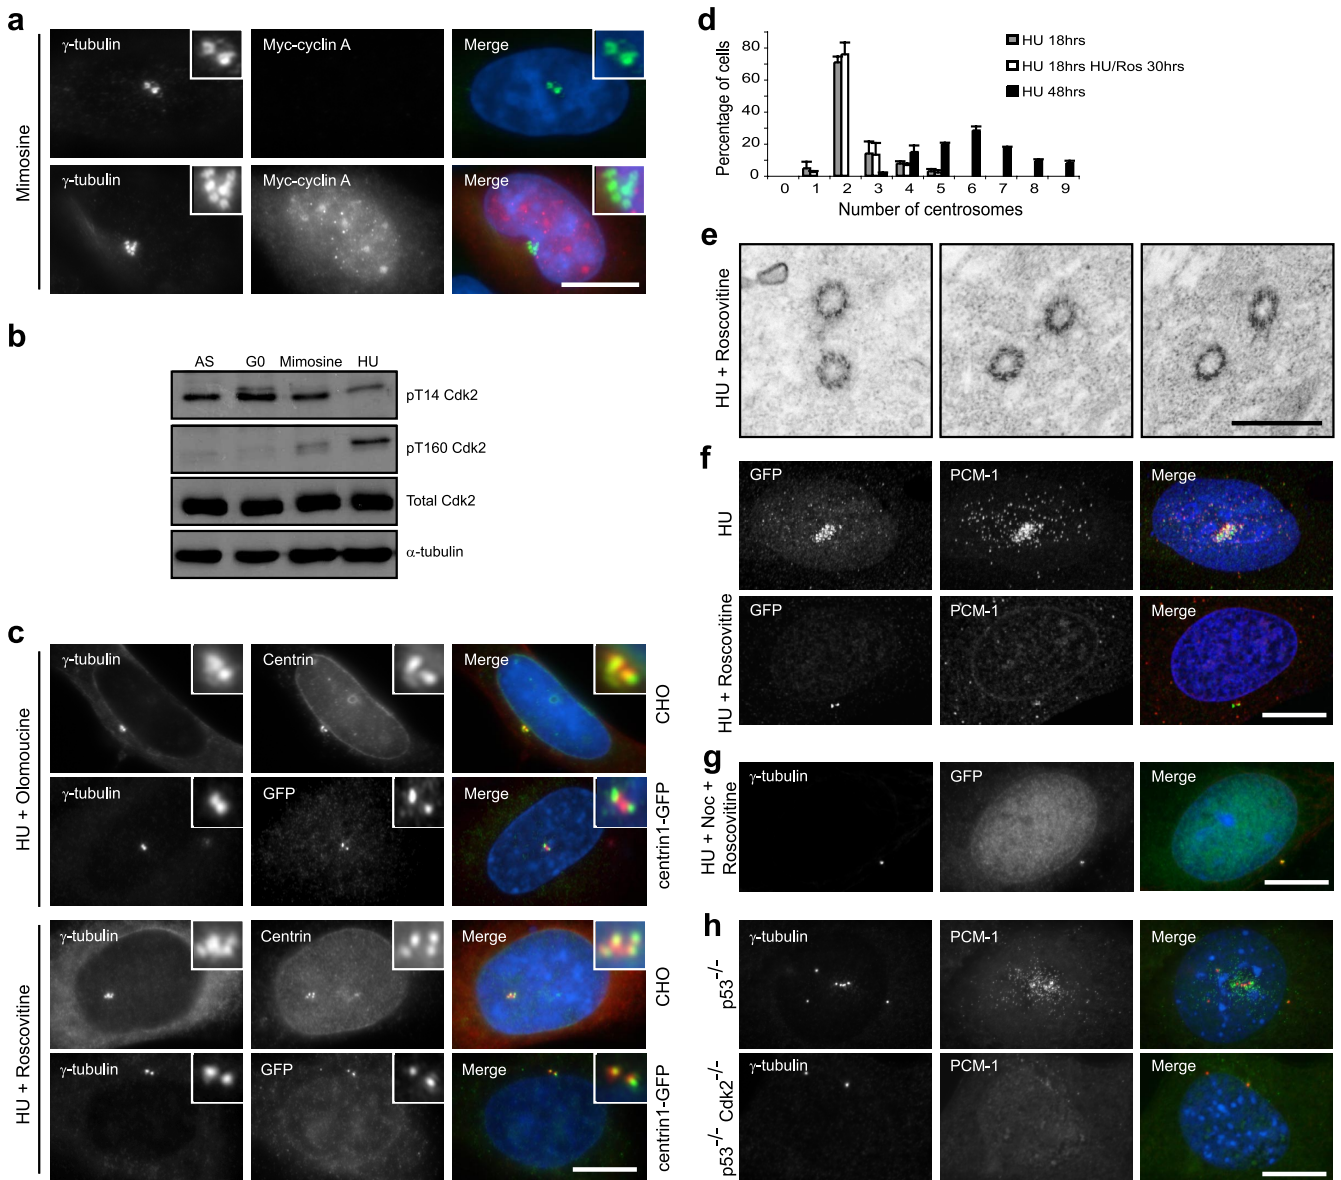 a
Mimosine
γ-tubulin
Myc-cyclin A
Merge
γ-tubulin
Myc-cyclin A
Merge
b
AS G0 Mimosine HU
pT14 Cdk2
pT160 Cdk2
Total Cdk2
α-tubulin
c
HU + Olomoucine
γ-tubulin
Centrin
Merge
CHO
γ-tubulin
GFP
Merge
centrin1-GFP
HU + Roscovitine
γ-tubulin
Centrin
Merge
CHO
γ-tubulin
GFP
Merge
centrin1-GFP
d
Percentage of cells
80
60
40
20
0
0 1 2 3 4 5 6 7 8 9
Number of centrosomes
HU 18hrs
HU 18hrs HU/Ros 30hrs
HU 48hrs
e
HU + Roscovitine
f
HU
GFP
PCM-1
Merge
HU + Roscovitine
GFP
PCM-1
Merge
g
HU + Noc +
Roscovitine
γ-tubulin
GFP
Merge
h
p53-/-
γ-tubulin
PCM-1
Merge
p53-/- Cdk2-/-
γ-tubulin
PCM-1
Merge